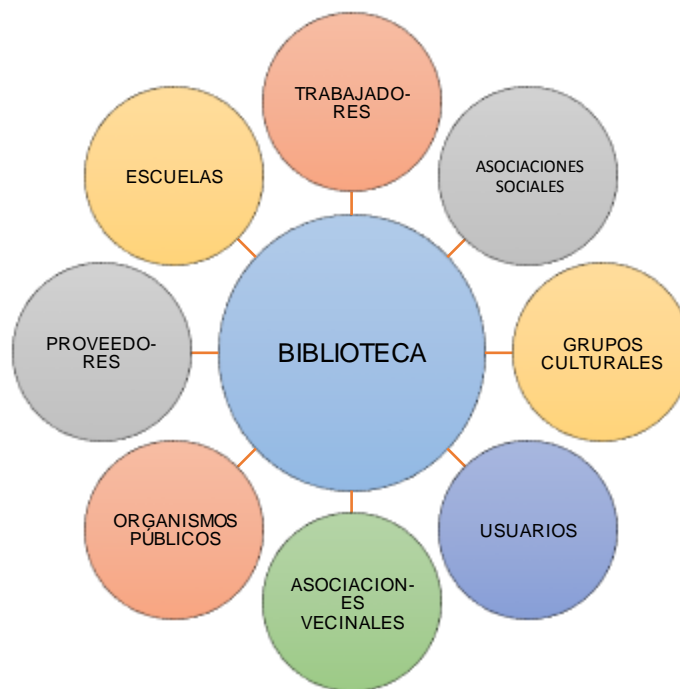 TRABAJADO-
RES
ASOCIACIONES
SOCIALES
ESCUELAS
GRUPOS
CULTURALES
PROVEEDO-
RES
BIBLIOTECA
ORGANISMOS
PÚBLICOS
USUARIOS
ASOCIACION-
ES
VECINALES